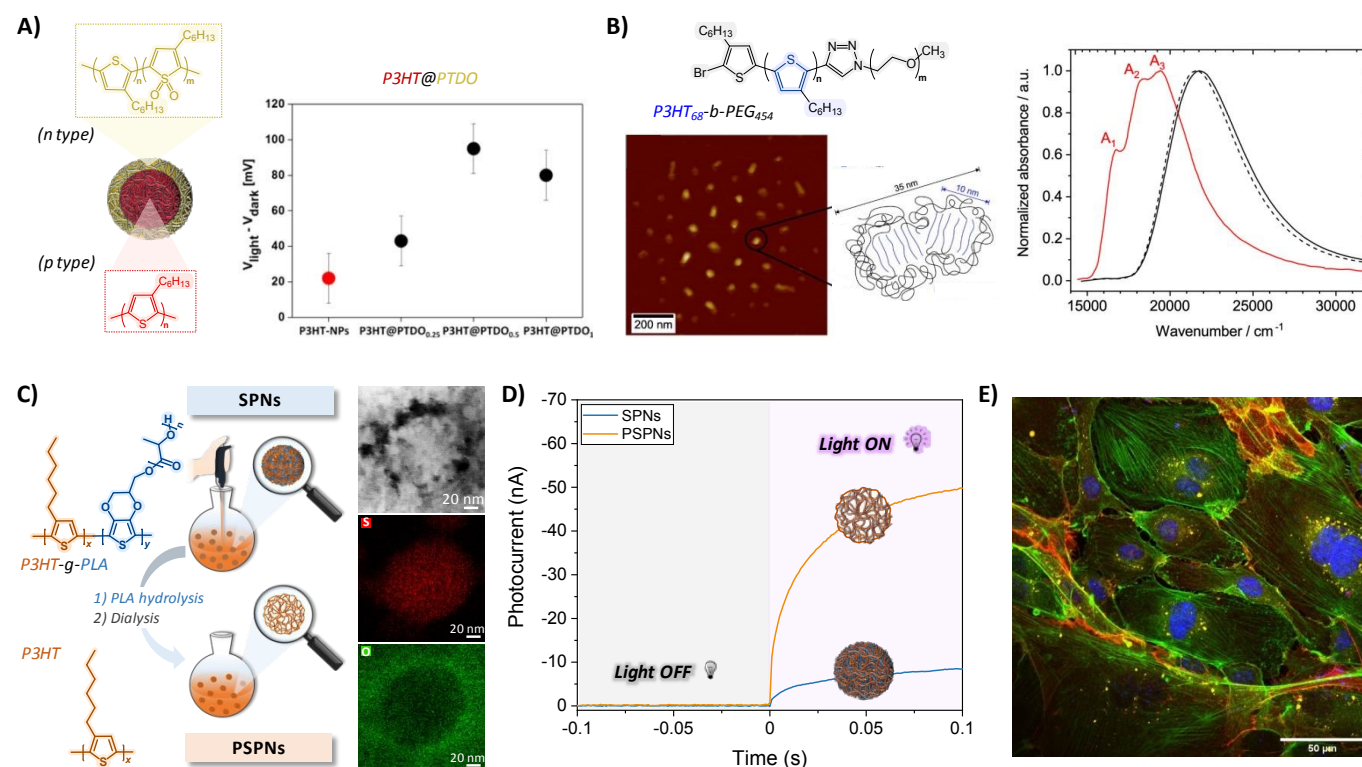 A)
C₆H₁₃
S
n
S
O O
m
C₆H₁₃
(n type)
(p type)
C₆H₁₃
S
n
P3HT@PTDO
V_light - V_dark [mV]
120
100
80
60
40
20
0
P3HT-NPs P3HT@PTDO₀.₂₅ P3HT@PTDO₀.₅ P3HT@PTDO₁
B)
C₆H₁₃
Br
S
S
n
C₆H₁₃
N=N
N
O
m
CH₃
P3HT₆₈-b-PEG₄₅₄
200 nm
35 nm
10 nm
Normalized absorbance / a.u.
1.0
0.8
0.6
0.4
0.2
0.0
A₁
A₂
A₃
15000 20000 25000 30000
Wavenumber / cm⁻¹
C)
SPNs
H
O
n
O
O
O O
S
x
S
y
P3HT-g-PLA
1) PLA hydrolysis
2) Dialysis
P3HT
S
x
PSPNs
20 nm
S
20 nm
O
20 nm
D)
Photocurrent (nA)
-70
-60
-50
-40
-30
-20
-10
0
SPNs
PSPNs
Light ON
Light OFF
-0.1 -0.05 0 0.05 0.1
Time (s)
E)
50 µm